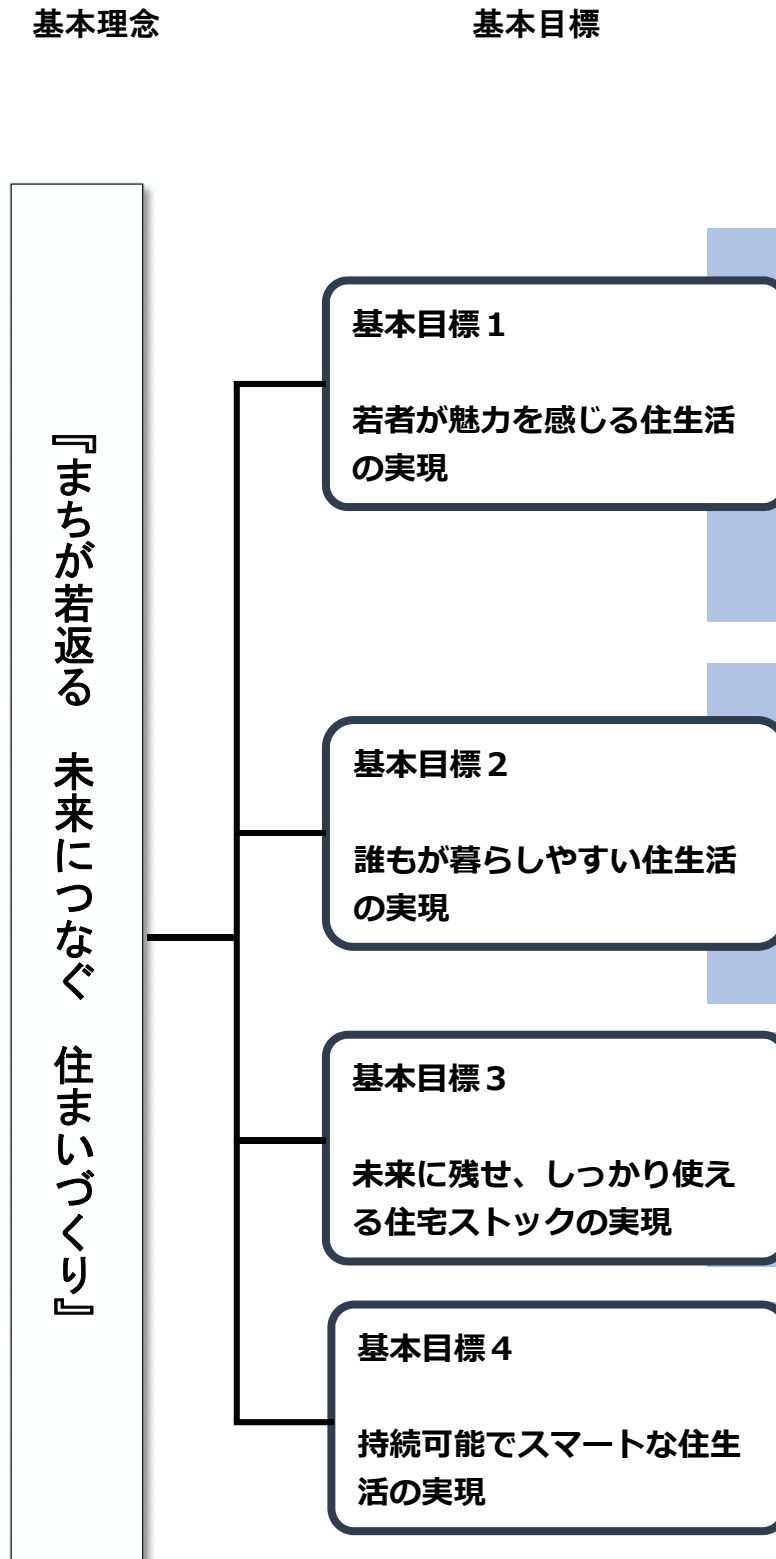 基本理念
基本目標
『まちが若返る　未来につなぐ　住まいづくり』
基本目標１
若者が魅力を感じる住生活
の実現
基本目標２
誰もが暮らしやすい住生活
の実現
基本目標３
未来に残せ、しっかり使え
る住宅ストックの実現
基本目標４
持続可能でスマートな住生
活の実現